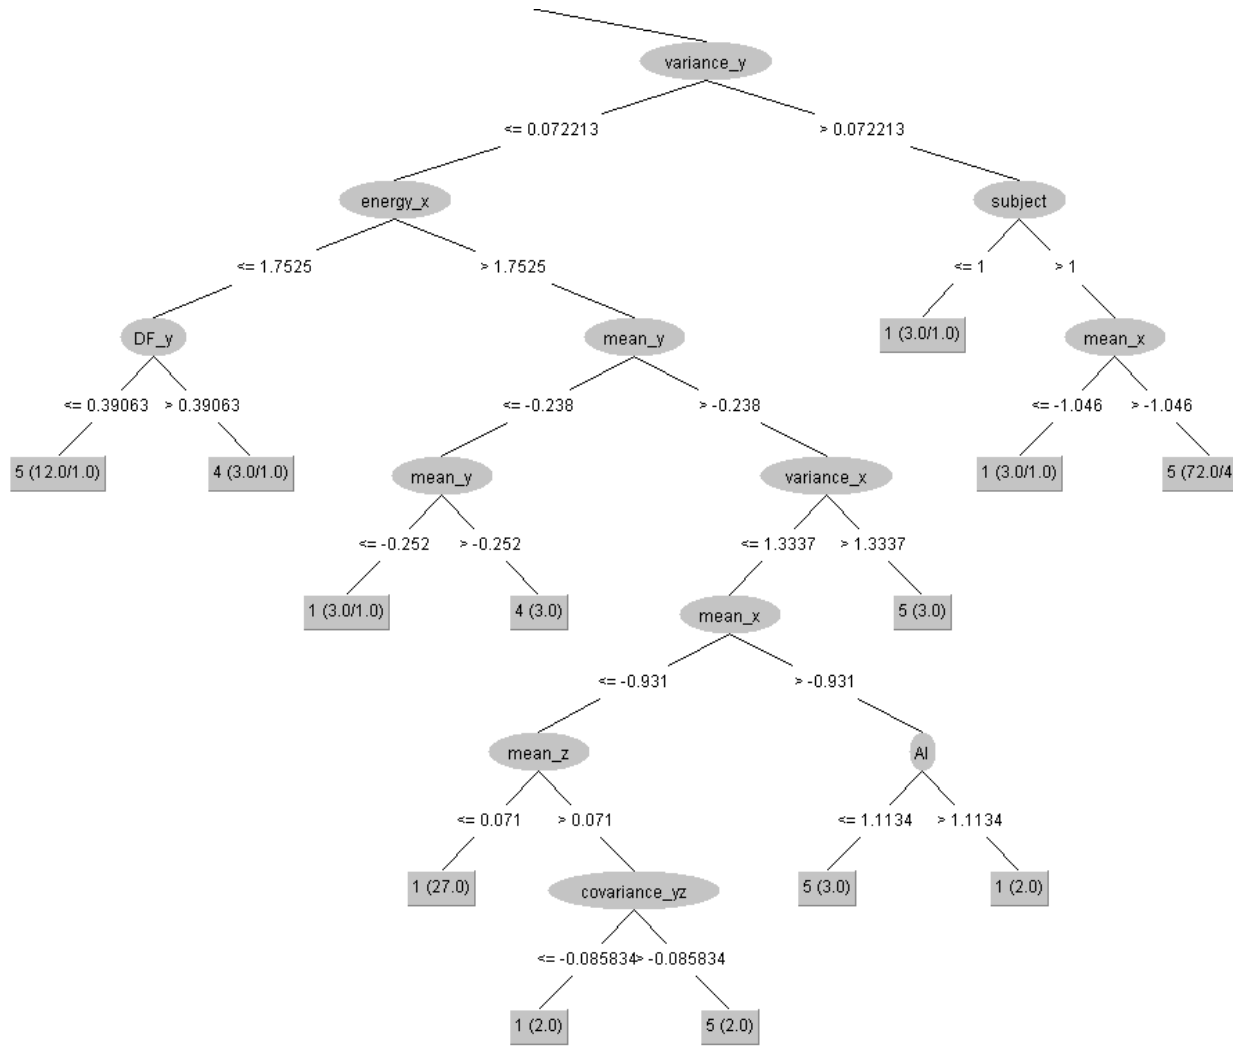 variance_y
<= 0.072213 > 0.072213
energy_x subject
<= 1.7525 > 1.7525 <= 1 > 1
DF_y mean_y 1 (3.0/1.0) mean_x
<= 0.39063 > 0.39063 <= -0.238 > -0.238 <= -1.046 > -1.046
5 (12.0/1.0) 4 (3.0/1.0) mean_y variance_x 1 (3.0/1.0) 5 (72.0/4
<= -0.252 > -0.252 <= 1.3337 > 1.3337
1 (3.0/1.0) 4 (3.0) mean_x 5 (3.0)
<= -0.931 > -0.931
mean_z AI
<= 0.071 > 0.071 <= 1.1134 > 1.1134
1 (27.0) covariance_yz 5 (3.0) 1 (2.0)
<= -0.085834 > -0.085834
1 (2.0) 5 (2.0)